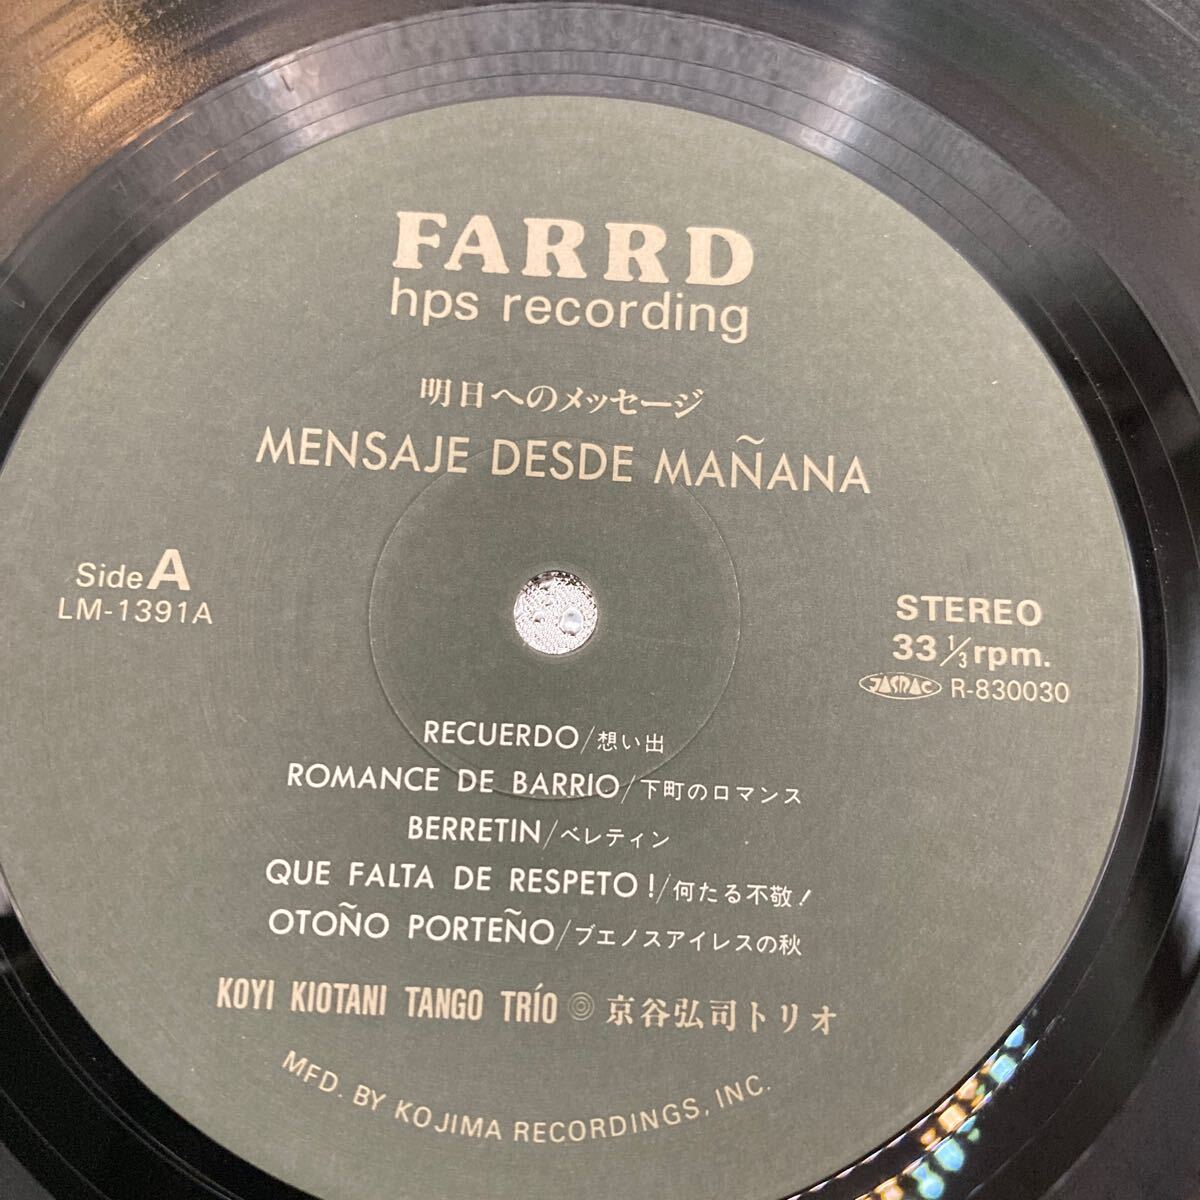 FARRD
hps recording
明日へのメッセージ
MENSAJE DESDE MAÑANA
Side A
LM-1391A
STEREO
33 1/3 rpm.
JASRAC R-830030
RECUERDO/想い出
ROMANCE DE BARRIO/下町のロマンス
BERRETIN/ベレティン
QUE FALTA DE RESPETO!/何たる不敬!
OTOÑO PORTEÑO/ブエノスアイレスの秋
KOYI KIOTANI TANGO TRÍO ◎ 京谷弘司トリオ
MFD. BY KOJIMA RECORDINGS, INC.